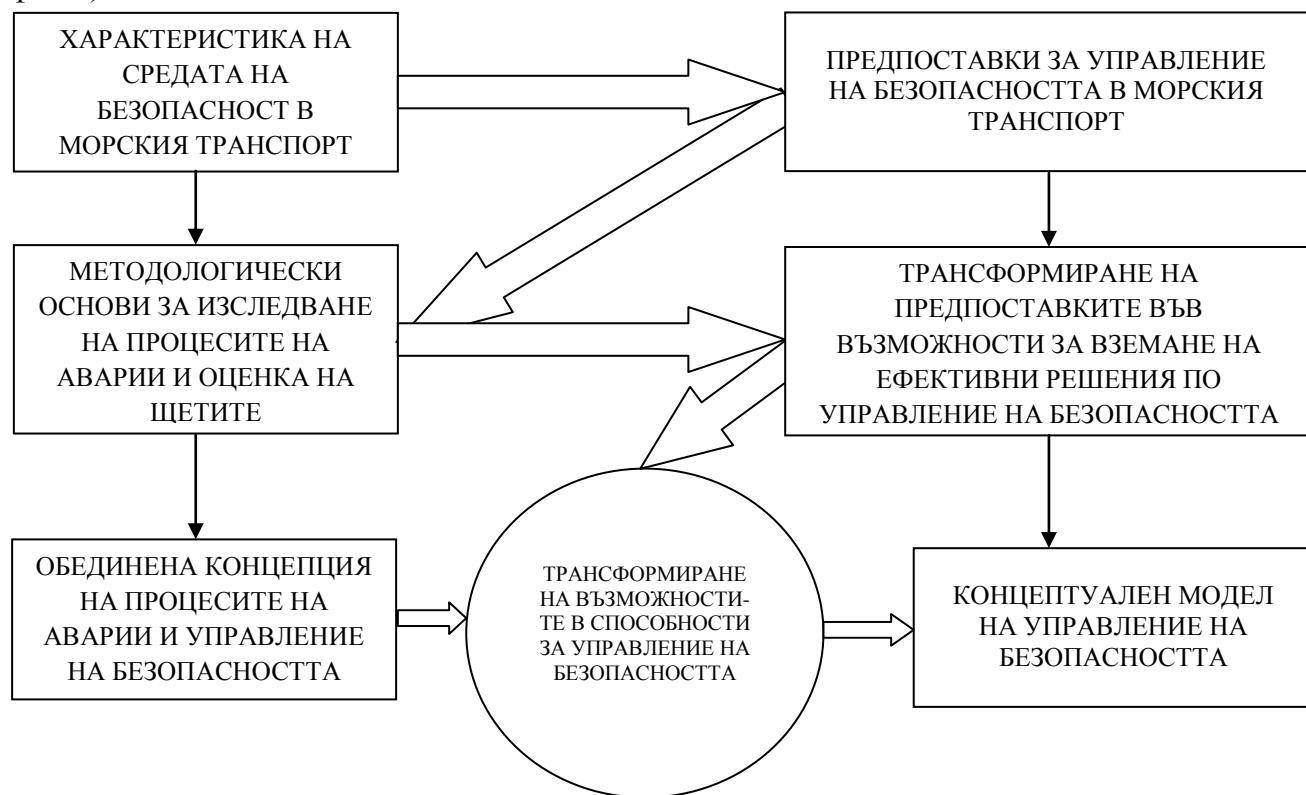 ХАРАКТЕРИСТИКА НА
СРЕДАТА НА
БЕЗОПАСНОСТ В
МОРСКИЯ ТРАНСПОРТ
ПРЕДПОСТАВКИ ЗА УПРАВЛЕНИЕ
НА БЕЗОПАСНОСТТА В МОРСКИЯ
ТРАНСПОРТ
МЕТОДОЛОГИЧЕСКИ
ОСНОВИ ЗА ИЗСЛЕДВАНЕ
НА ПРОЦЕСИТЕ НА
АВАРИИ И ОЦЕНКА НА
ЩЕТИТЕ
ТРАНСФОРМИРАНЕ НА
ПРЕДПОСТАВКИТЕ ВЪВ
ВЪЗМОЖНОСТИ ЗА ВЗЕМАНЕ НА
ЕФЕКТИВНИ РЕШЕНИЯ ПО
УПРАВЛЕНИЕ НА БЕЗОПАСНОСТТА
ОБЕДИНЕНА КОНЦЕПЦИЯ
НА ПРОЦЕСИТЕ НА
АВАРИИ И УПРАВЛЕНИЕ
НА БЕЗОПАСНОСТТА
ТРАНСФОРМИРАНЕ
НА ВЪЗМОЖНОСТИ-
ТЕ В СПОСОБНОСТИ
ЗА УПРАВЛЕНИЕ НА
БЕЗОПАСНОСТТА
КОНЦЕПТУАЛЕН МОДЕЛ
НА УПРАВЛЕНИЕ НА
БЕЗОПАСНОСТТА